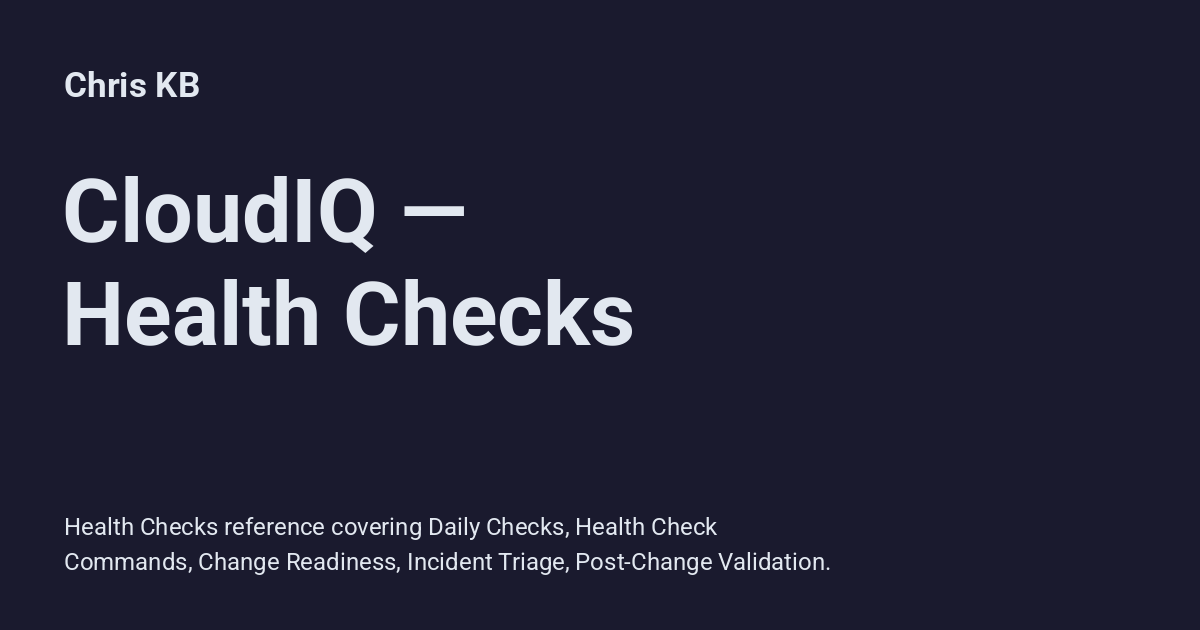 Chris KB
CloudIQ —
Health Checks
Health Checks reference covering Daily Checks, Health Check
Commands, Change Readiness, Incident Triage, Post-Change Validation.